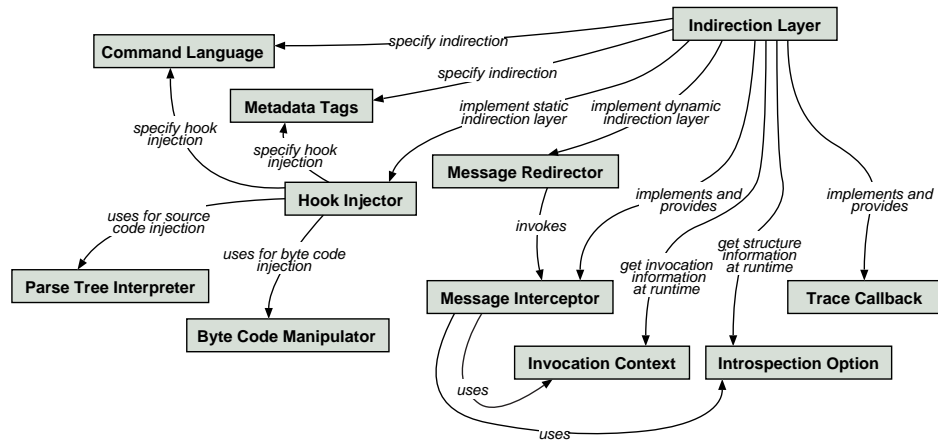 Indirection Layer
Command Language
specify indirection
specify indirection
Metadata Tags
implement static
indirection layer
implement dynamic
indirection layer
specify hook
injection
specify hook
injection
Message Redirector
Hook Injector
implements and
provides
implements and
provides
uses for source
code injection
invokes
uses for byte code
injection
get invocation
information
at runtime
get structure
information
at runtime
Parse Tree Interpreter
Message Interceptor
Trace Callback
Byte Code Manipulator
Invocation Context
Introspection Option
uses
uses